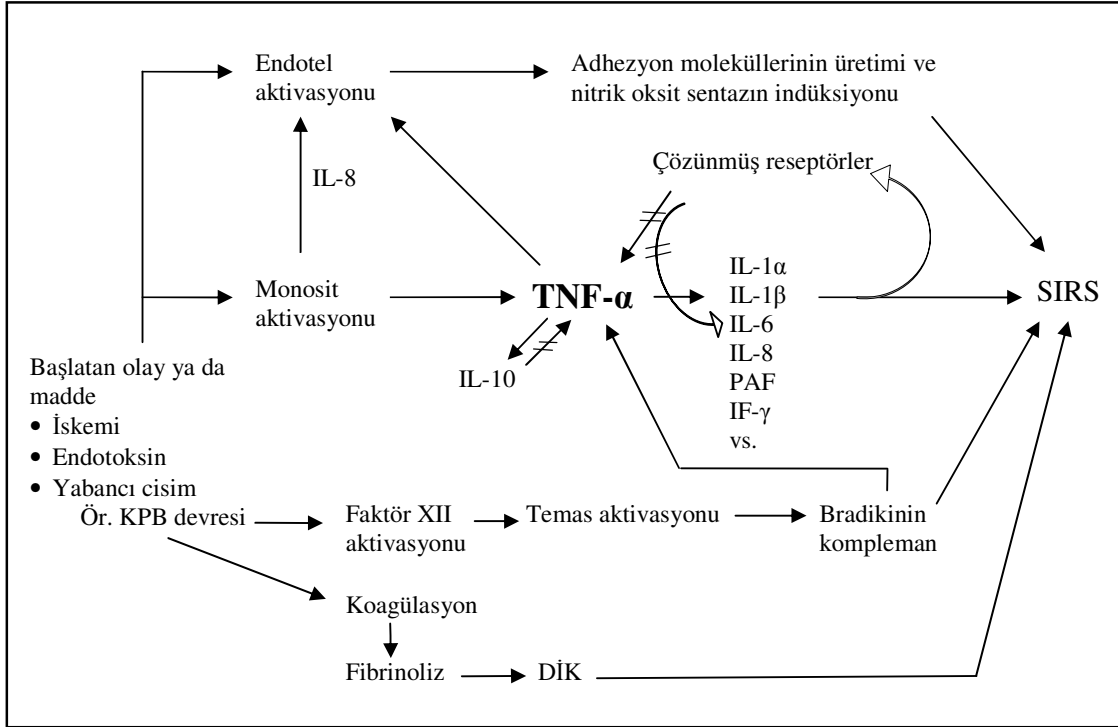 Endotel
aktivasyonu
Adhezyon moleküllerinin üretimi ve
nitrik oksit sentazın indüksiyonu
IL-8
Çözünmüş reseptörler
Monosit
aktivasyonu
TNF-α
IL-1α
IL-1β
IL-6
IL-8
PAF
IF-γ
vs.
SIRS
IL-10
Başlatan olay ya da
madde
• İskemi
• Endotoksin
• Yabancı cisim
Ör. KPB devresi
Faktör XII
aktivasyonu
Temas aktivasyonu
Bradikinin
kompleman
Koagülasyon
Fibrinoliz
DİK